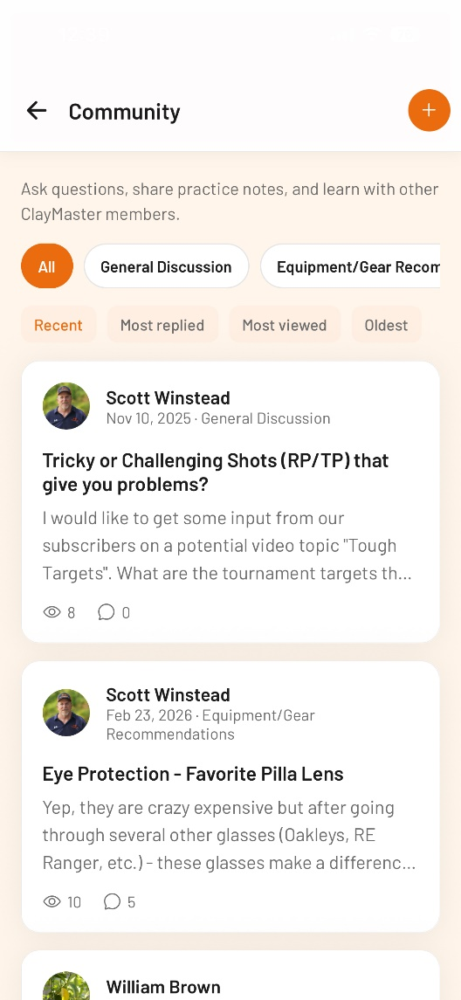 Community
Ask questions, share practice notes, and learn with other
ClayMaster members.
All
General Discussion
Equipment/Gear Recom
Recent
Most replied
Most viewed
Oldest
Scott Winstead
Nov 10, 2025 · General Discussion
Tricky or Challenging Shots (RP/TP) that
give you problems?
I would like to get some input from our
subscribers on a potential video topic "Tough
Targets". What are the tournament targets th...
8
0
Scott Winstead
Feb 23, 2026 · Equipment/Gear
Recommendations
Eye Protection - Favorite Pilla Lens
Yep, they are crazy expensive but after going
through several other glasses (Oakleys, RE
Ranger, etc.) - these glasses make a differenc...
10
5
William Brown